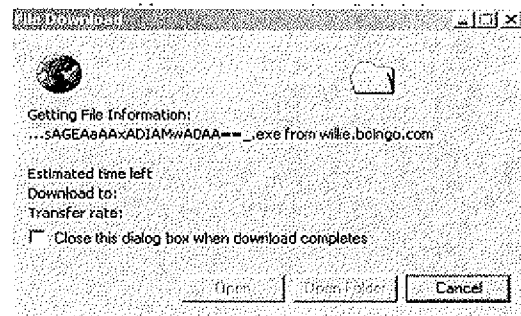 File Download
Getting File Information:
...sAGEAaAAxADIAMwA0AA==_.exe from willie.boingo.com
Estimated time left
Download to:
Transfer rate:
Close this dialog box when download completes
Open Open Folder Cancel